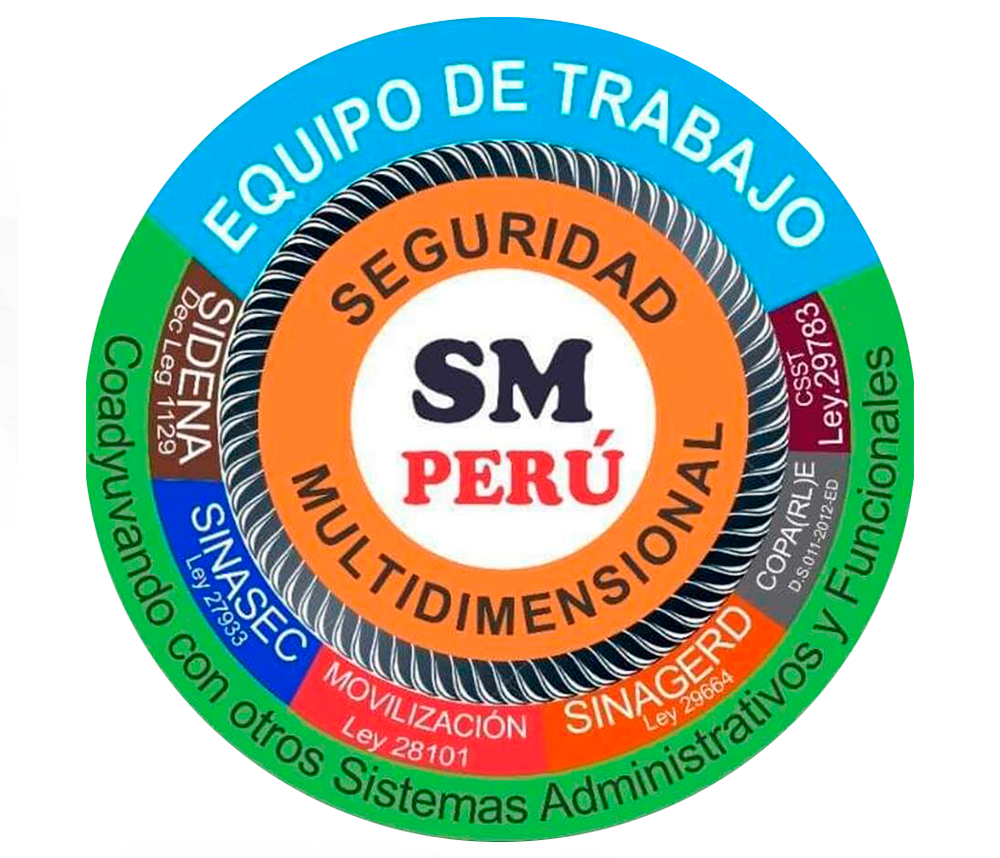 EQUIPO DE TRABAJO
SEGURIDAD
MULTIDIMENSIONAL
SM
PERÚ
SIDENA
Dec Leg 1129
SINASEC
Ley 27933
MOVILIZACIÓN
Ley 28101
SINAGERD
Ley 29664
COPA(RL)E
D.S.011-2012-ED
CSST
Ley.29783
Coadyuvando con otros Sistemas Administrativos y Funcionales